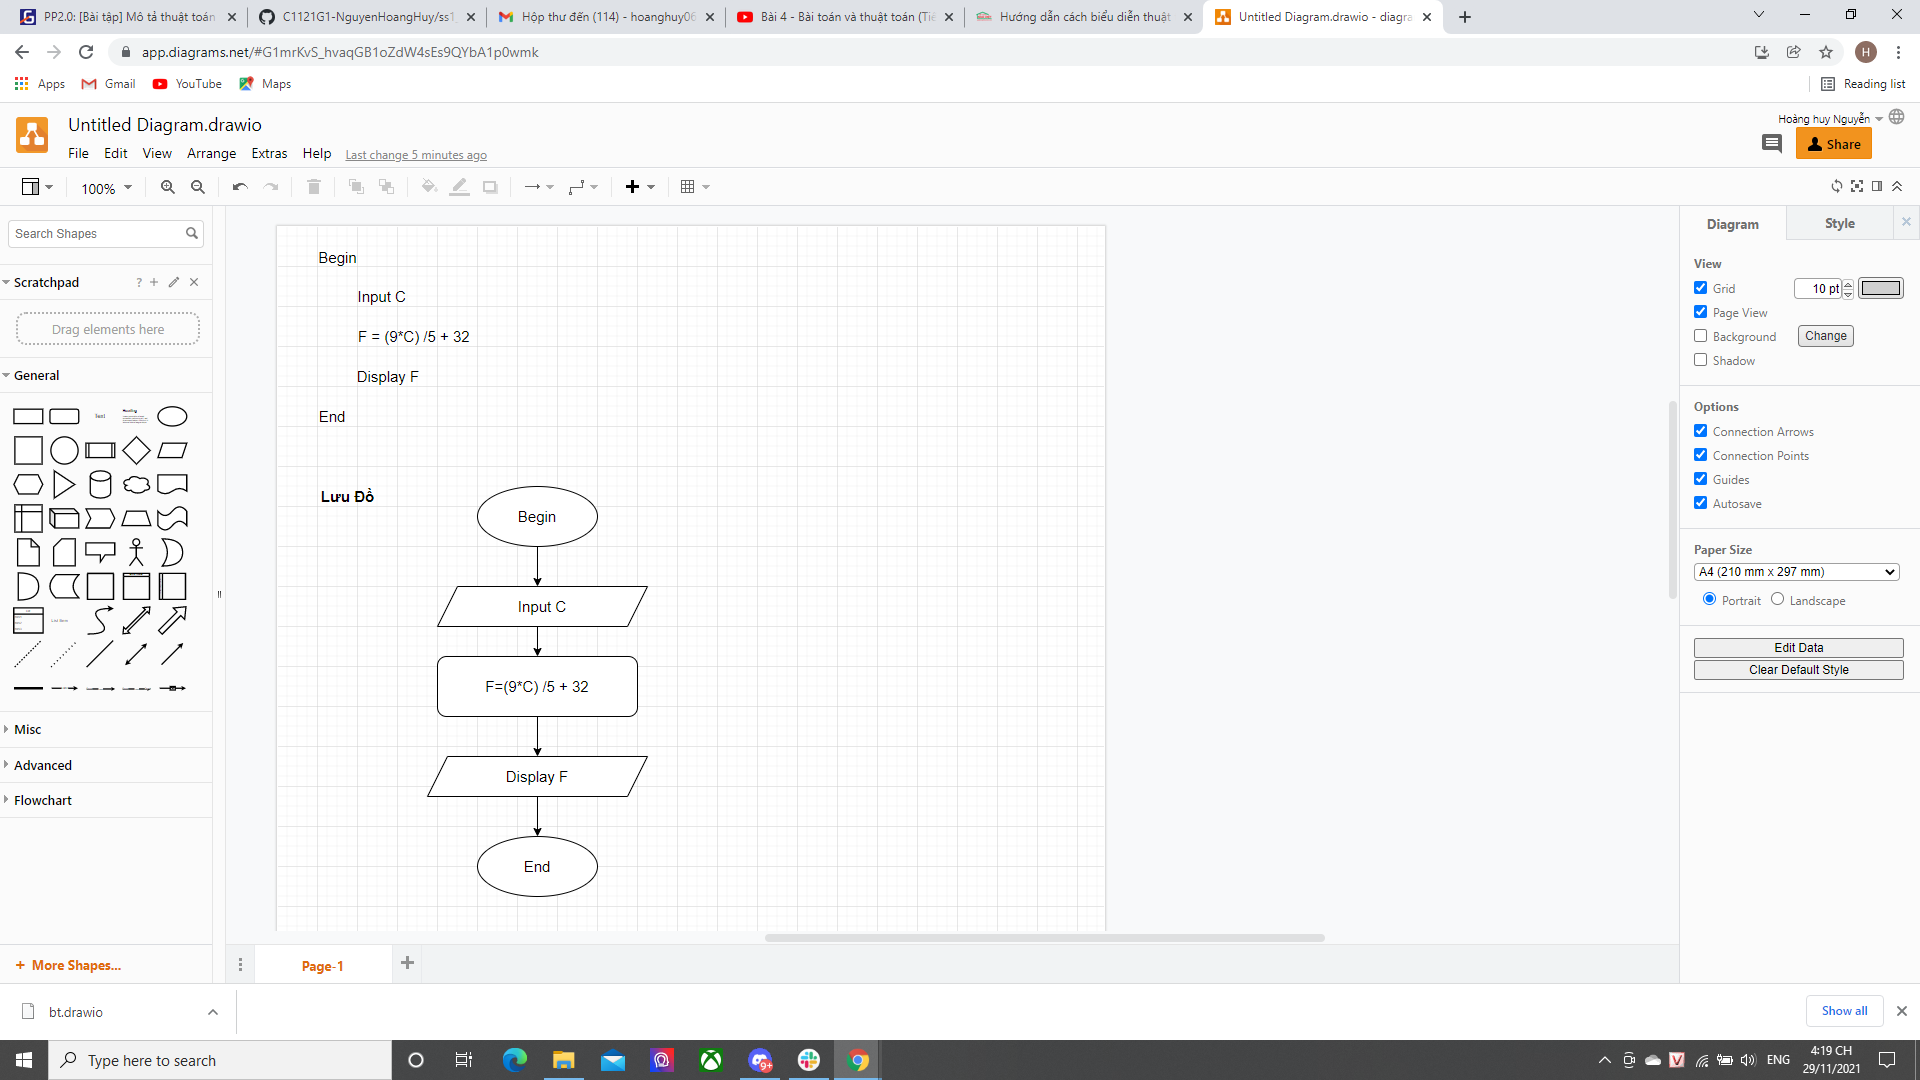 PP2.0: [Bài tập] Mô tả thuật toán
C1121G1-NguyenHoangHuy/ss1_
Hộp thư đến (114) - hoanghuy06
Bài 4 - Bài toán và thuật toán (Tiế
Hướng dẫn cách biểu diễn thuật
Untitled Diagram.drawio - diagra
app.diagrams.net/#G1mrKvS_hvaqGB1oZdW4sEs9QYbA1p0wmk
H
Apps
Gmail
YouTube
Maps
Reading list
Untitled Diagram.drawio
Hoàng huy Nguyễn
File Edit View Arrange Extras Help Last change 5 minutes ago
Share
100%
Search Shapes
Scratchpad
?
Drag elements here
General
Text
Heading
Misc
Advanced
Flowchart
+ More Shapes...
Begin
Input C
F = (9*C) /5 + 32
Display F
End
Lưu Đồ
Begin
Input C
F=(9*C) /5 + 32
Display F
End
Page-1
Diagram
Style
View
Grid
10 pt
Page View
Background
Change
Shadow
Options
Connection Arrows
Connection Points
Guides
Autosave
Paper Size
A4 (210 mm x 297 mm)
Portrait
Landscape
Edit Data
Clear Default Style
bt.drawio
Show all
Type here to search
9+
ENG
4:19 CH
29/11/2021